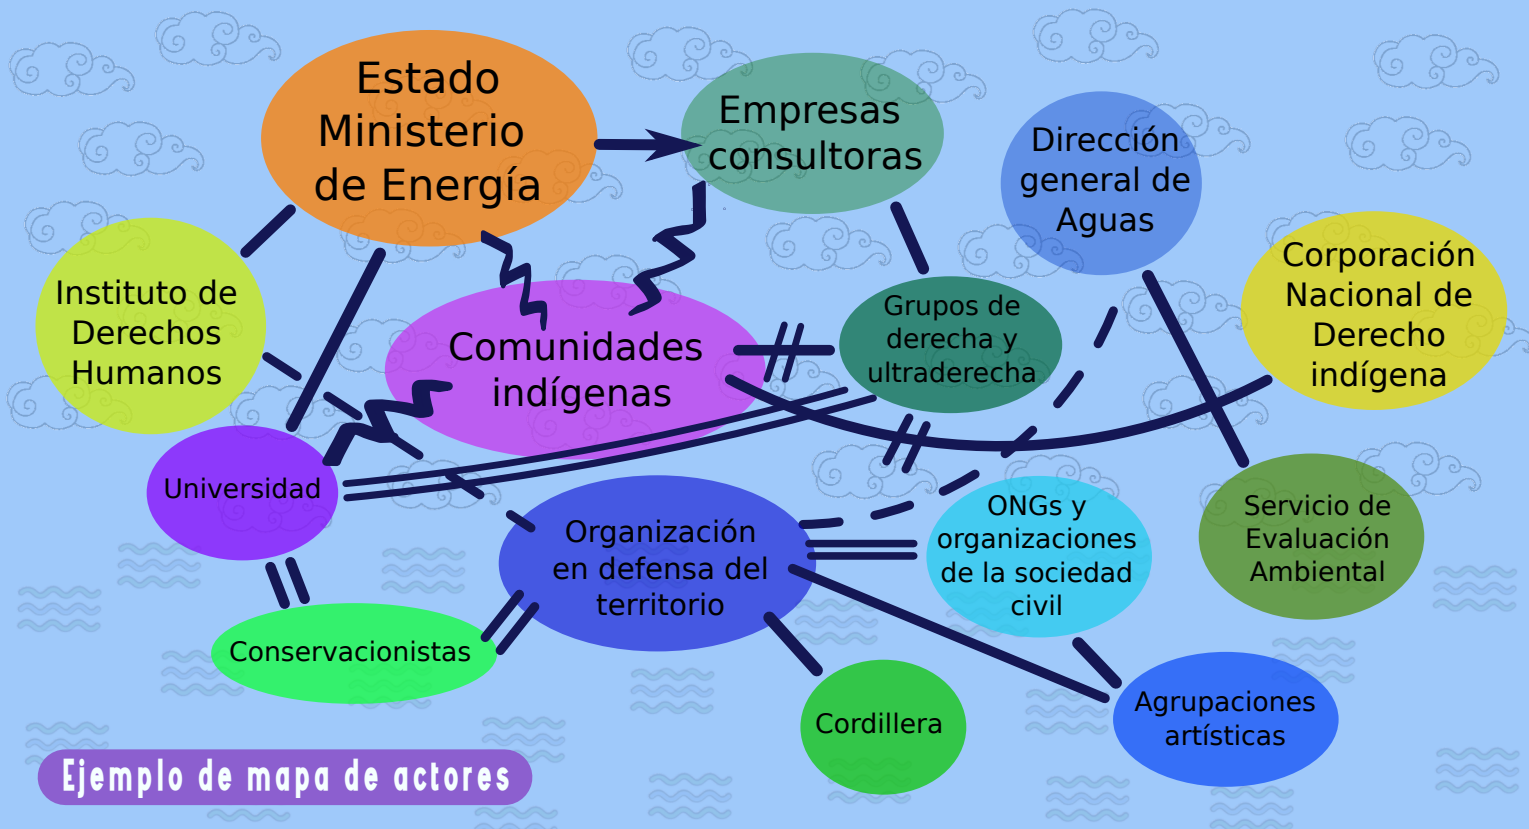 Estado
Ministerio
de Energía
Empresas
consultoras
Dirección
general de
Aguas
Corporación
Nacional de
Derecho
indígena
Instituto de
Derechos
Humanos
Comunidades
indígenas
Grupos de
derecha y
ultraderecha
Universidad
Organización
en defensa del
territorio
ONGs y
organizaciones
de la sociedad
civil
Servicio de
Evaluación
Ambiental
Conservacionistas
Cordillera
Agrupaciones
artísticas
Ejemplo de mapa de actores